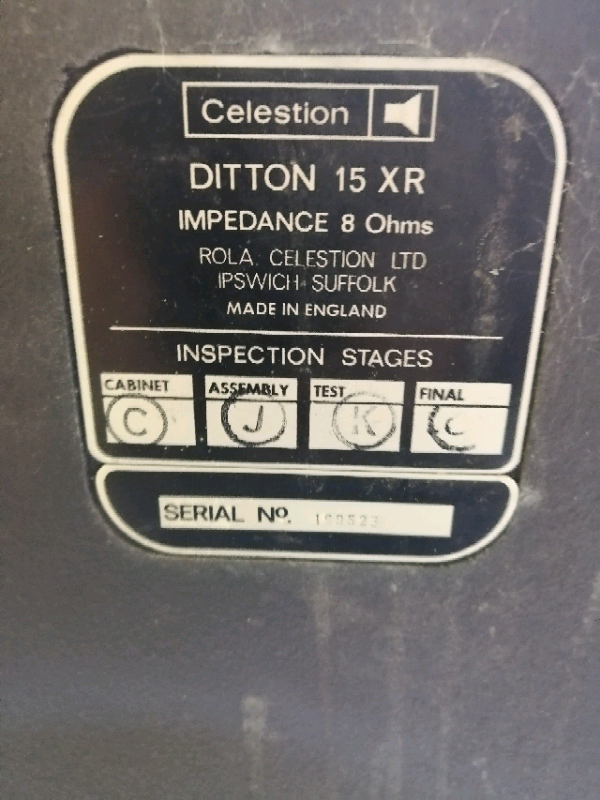 Celestion
DITTON 15 XR
IMPEDANCE 8 Ohms
ROLA CELESTION LTD
IPSWICH SUFFOLK
MADE IN ENGLAND
INSPECTION STAGES
CABINET ASSEMBLY TEST FINAL
C J K
SERIAL No.